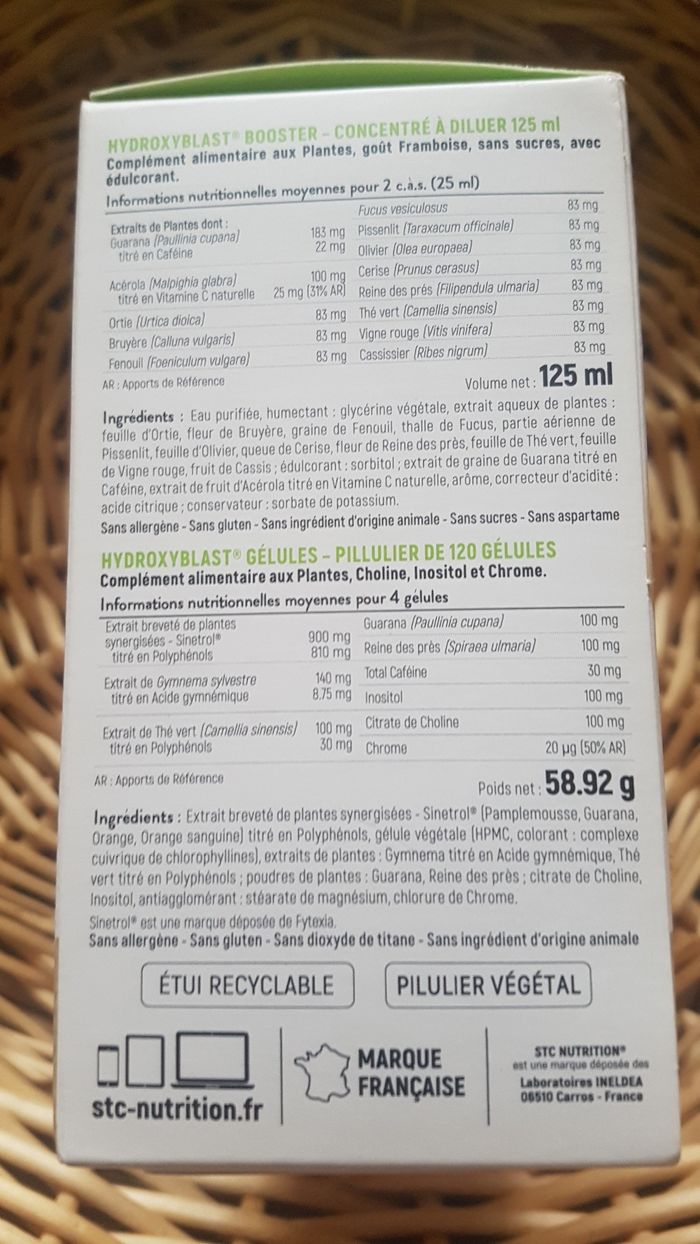 HYDROXYBLAST® BOOSTER - CONCENTRÉ À DILUER 125 ml
Complément alimentaire aux Plantes, goût Framboise, sans sucres, avec
édulcorant.
Informations nutritionnelles moyennes pour 2 c.à.s. (25 ml)
Extraits de Plantes dont :
Guarana (Paullinia cupana) 183 mg
titré en Caféine 22 mg
Acérola (Malpighia glabra) 100 mg
titré en Vitamine C naturelle 25 mg (31% AR)
Ortie (Urtica dioica) 83 mg
Bruyère (Calluna vulgaris) 83 mg
Fenouil (Foeniculum vulgare) 83 mg
Fucus vesiculosus 83 mg
Pissenlit (Taraxacum officinale) 83 mg
Olivier (Olea europaea) 83 mg
Cerise (Prunus cerasus) 83 mg
Reine des prés (Filipendula ulmaria) 83 mg
Thé vert (Camellia sinensis) 83 mg
Vigne rouge (Vitis vinifera) 83 mg
Cassissier (Ribes nigrum) 83 mg
AR : Apports de Référence
Volume net : 125 ml
Ingrédients : Eau purifiée, humectant : glycérine végétale, extrait aqueux de plantes :
feuille d'Ortie, fleur de Bruyère, graine de Fenouil, thalle de Fucus, partie aérienne de
Pissenlit, feuille d'Olivier, queue de Cerise, fleur de Reine des près, feuille de Thé vert, feuille
de Vigne rouge, fruit de Cassis ; édulcorant : sorbitol ; extrait de graine de Guarana titré en
Caféine, extrait de fruit d'Acérola titré en Vitamine C naturelle, arôme, correcteur d'acidité :
acide citrique ; conservateur : sorbate de potassium.
Sans allergène - Sans gluten - Sans ingrédient d'origine animale - Sans sucres - Sans aspartame
HYDROXYBLAST® GÉLULES - PILLULIER DE 120 GÉLULES
Complément alimentaire aux Plantes, Choline, Inositol et Chrome.
Informations nutritionnelles moyennes pour 4 gélules
Extrait breveté de plantes
synergisées - Sinetrol® 900 mg
titré en Polyphénols 810 mg
Extrait de Gymnema sylvestre 140 mg
titré en Acide gymnémique 8,75 mg
Extrait de Thé vert (Camellia sinensis) 100 mg
titré en Polyphénols 30 mg
Guarana (Paullinia cupana) 100 mg
Reine des près (Spiraea ulmaria) 100 mg
Total Caféine 30 mg
Inositol 100 mg
Citrate de Choline 100 mg
Chrome 20 µg (50% AR)
AR : Apports de Référence
Poids net : 58.92 g
Ingrédients : Extrait breveté de plantes synergisées - Sinetrol® (Pamplemousse, Guarana,
Orange, Orange sanguine) titré en Polyphénols, gélule végétale (HPMC, colorant : complexe
cuivrique de chlorophyllines), extraits de plantes : Gymnema titré en Acide gymnémique, Thé
vert titré en Polyphénols ; poudres de plantes : Guarana, Reine des près ; citrate de Choline,
Inositol, antiagglomérant : stéarate de magnésium, chlorure de Chrome.
Sinetrol® est une marque déposée de Fytexia.
Sans allergène - Sans gluten - Sans dioxyde de titane - Sans ingrédient d'origine animale
ÉTUI RECYCLABLE
PILULIER VÉGÉTAL
stc-nutrition.fr
MARQUE
FRANÇAISE
STC NUTRITION®
est une marque déposée des
Laboratoires INELDEA
06510 Carros - France